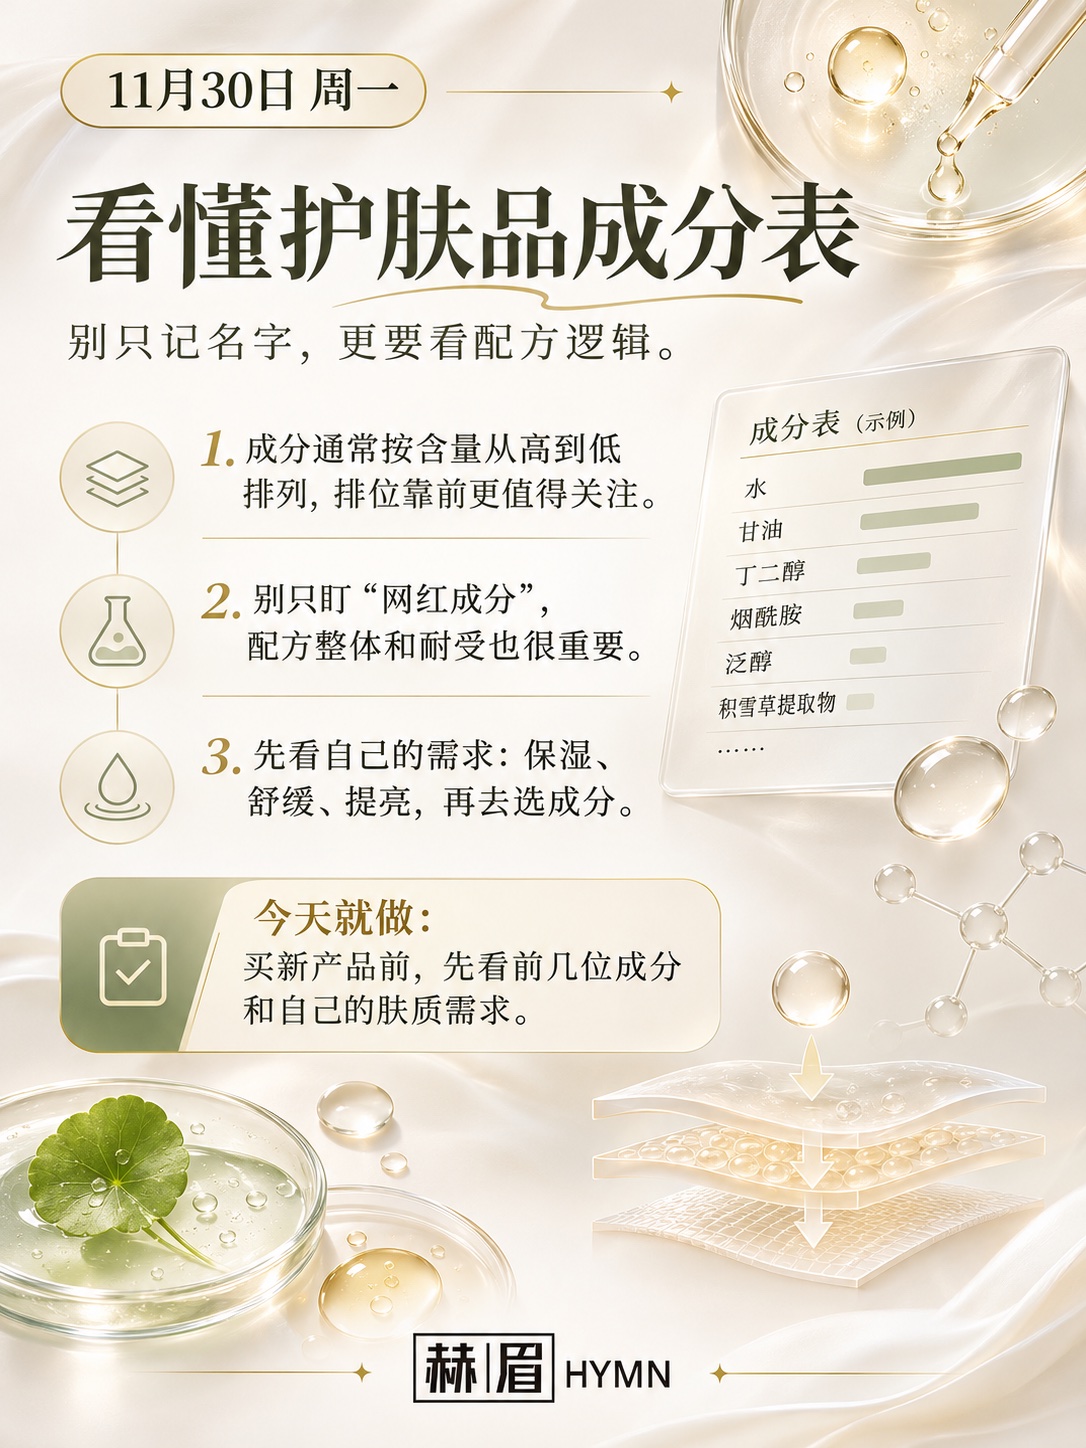 11月30日 周一
看懂护肤品成分表
别只记名字，更要看配方逻辑。
1. 成分通常按含量从高到低
排列，排位靠前更值得关注。
2. 别只盯“网红成分”，
配方整体和耐受也很重要。
3. 先看自己的需求：保湿、
舒缓、提亮，再去选成分。
成分表（示例）
水
甘油
丁二醇
烟酰胺
泛醇
积雪草提取物
……
今天就做：
买新产品前，先看前几位成分
和自己的肤质需求。
赫|眉 HYMN